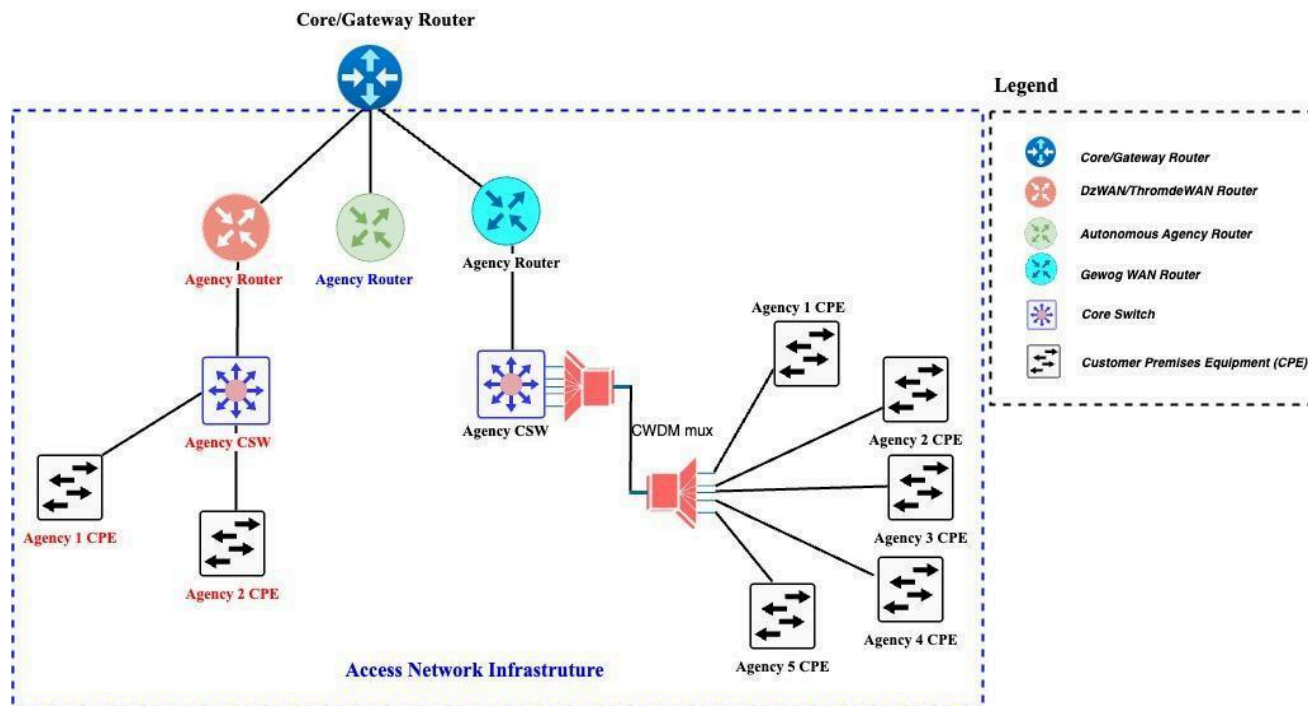 Core/Gateway Router
Legend
Core/Gateway Router
DzWAN/ThromdeWAN Router
Autonomous Agency Router
Gewog WAN Router
Core Switch
Customer Premises Equipment (CPE)
Agency Router
Agency Router
Agency Router
Agency CSW
Agency 1 CPE
Agency 2 CPE
Agency CSW
CWDM mux
Agency 1 CPE
Agency 2 CPE
Agency 3 CPE
Agency 4 CPE
Agency 5 CPE
Access Network Infrastruture